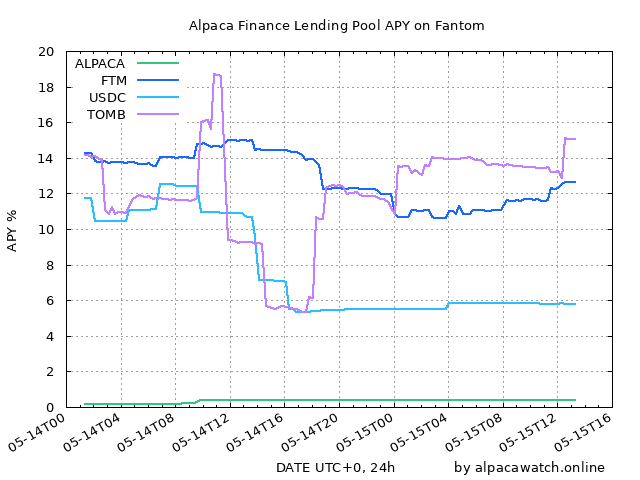 Alpaca Finance Lending Pool APY on Fantom
ALPACA
FTM
USDC
TOMB
APY %
20
18
16
14
12
10
8
6
4
2
0
05-14T00
05-14T04
05-14T08
05-14T12
05-14T16
05-14T20
05-15T00
05-15T04
05-15T08
05-15T12
05-15T16
DATE UTC+0, 24h
by alpacawatch.online